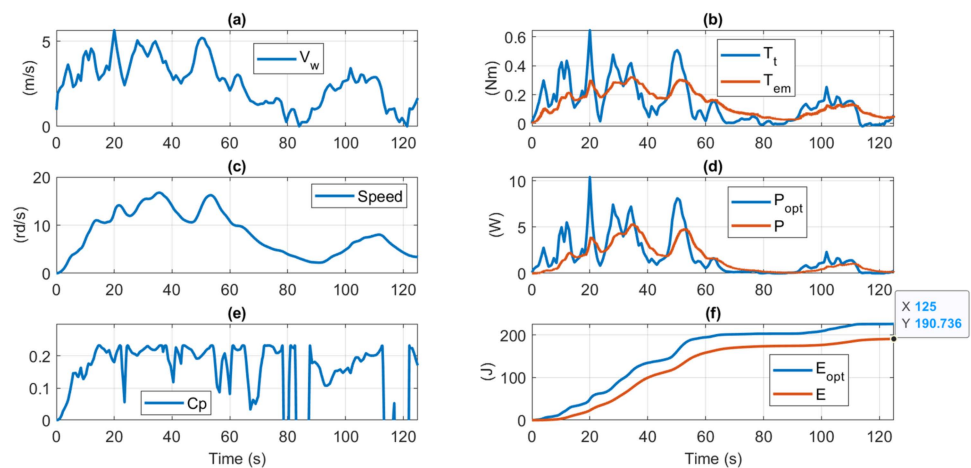 (a)
(m/s)
5
0
V_w
0 20 40 60 80 100 120
(b)
(Nm)
0.6
0.4
0.2
0
T_t
T_em
0 20 40 60 80 100 120
(c)
(rd/s)
20
10
0
Speed
0 20 40 60 80 100 120
(d)
(W)
10
5
0
P_opt
P
0 20 40 60 80 100 120
(e)
0.2
0.1
0
Cp
0 20 40 60 80 100 120
Time (s)
(f)
(J)
200
100
0
E_opt
E
X 125
Y 190.736
0 20 40 60 80 100 120
Time (s)